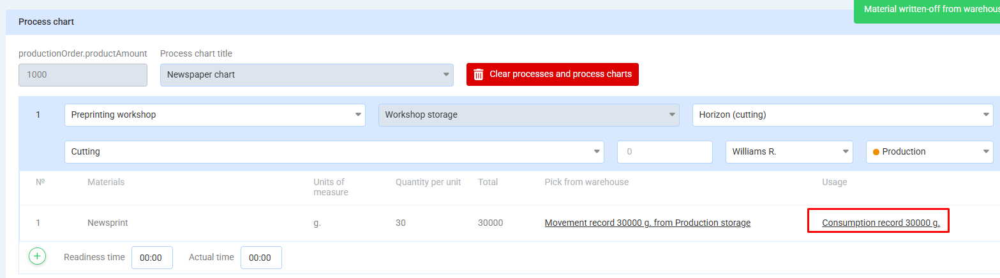 Material written-off from warehous
Process chart
productionOrder.productAmount
Process chart title
1000
Newspaper chart
Clear processes and process charts
1
Preprinting workshop
Workshop storage
Horizon (cutting)
Cutting
0
Williams R.
Production
№
Materials
Units of
measure
Quantity per unit
Total
Pick from warehouse
Usage
1
Newsprint
g.
30
30000
Movement record 30000 g. from Production storage
Consumption record 30000 g.
Readiness time
00:00
Actual time
00:00